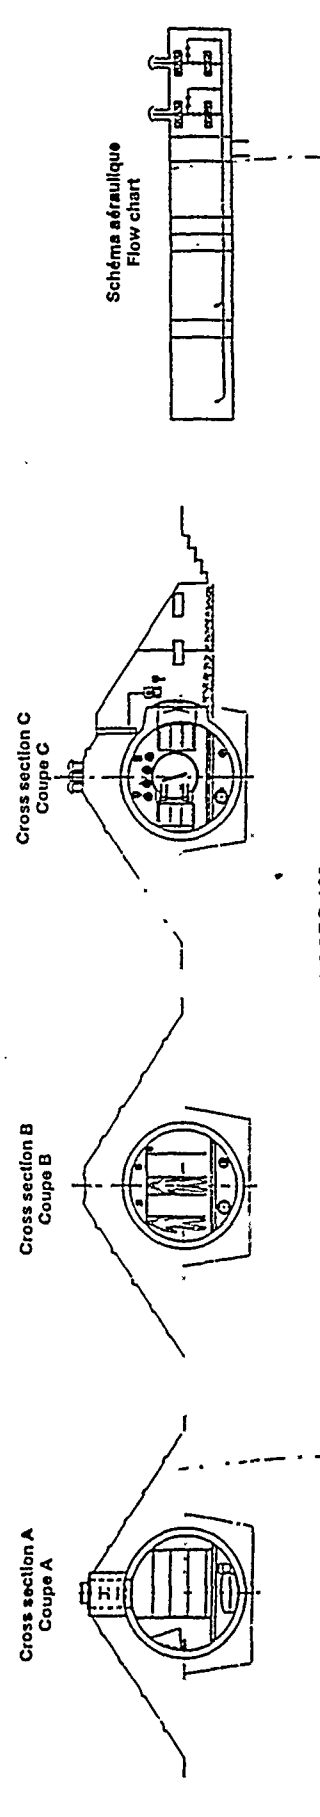 Cross section A
Coupe A
Cross section B
Coupe B
Cross section C
Coupe C
Schéma aéraulique
Flow chart